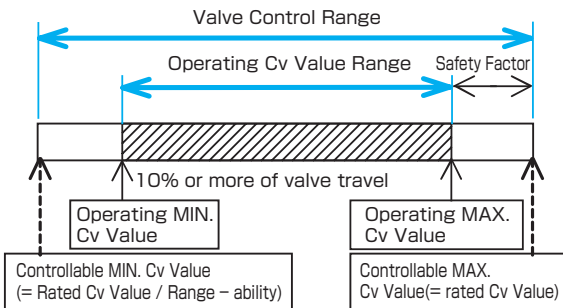 Valve Control Range
Operating Cv Value Range
Safety Factor
10% or more of valve travel
Operating MIN.
Cv Value
Operating MAX.
Cv Value
Controllable MIN. Cv Value
(= Rated Cv Value / Range – ability)
Controllable MAX.
Cv Value(= rated Cv Value)